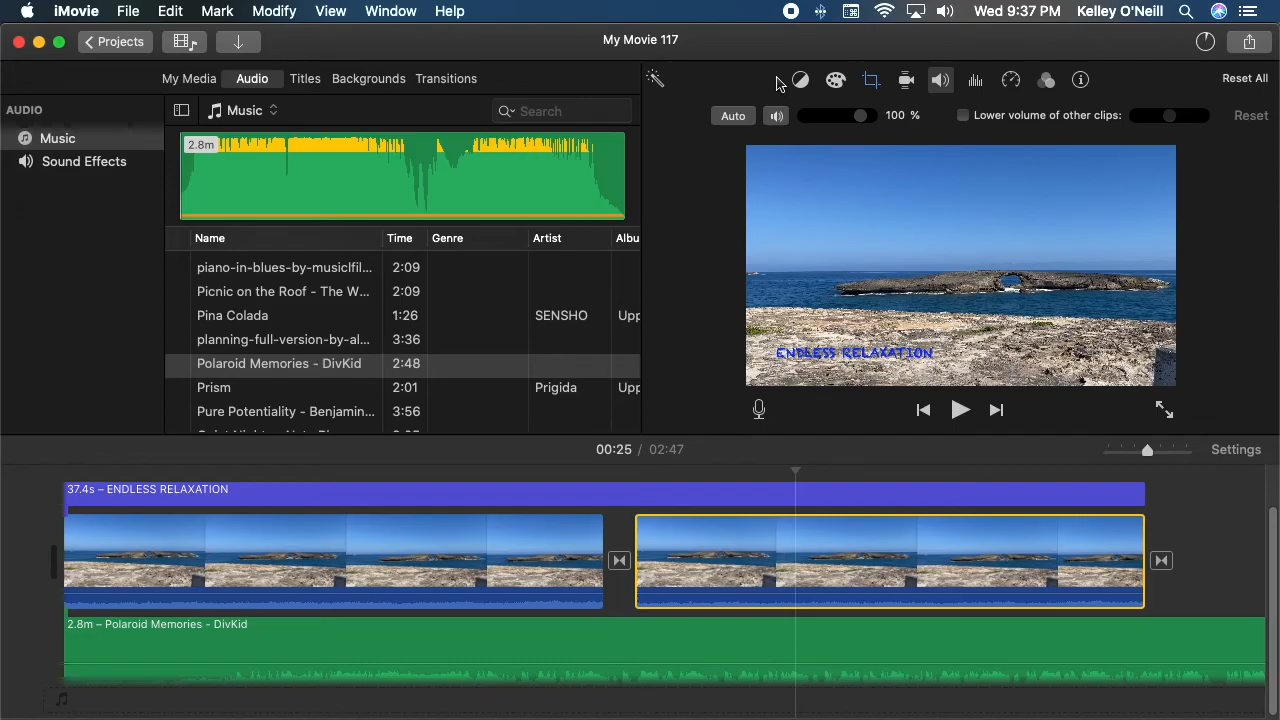 iMovie File Edit Mark Modify View Window Help Wed 9:37 PM Kelley O'Neill
Projects My Movie 117
My Media Audio Titles Backgrounds Transitions Reset All
AUDIO Music Search
Music
Sound Effects
Auto 100 % Lower volume of other clips: Reset
2.8m
Name Time Genre Artist Albu
piano-in-blues-by-musiclfil... 2:09
Picnic on the Roof - The W... 2:09
Pina Colada 1:26 SENSHO Upp
planning-full-version-by-al... 3:36
Polaroid Memories - DivKid 2:48
Prism 2:01 Prigida Upp
Pure Potentiality - Benjamin... 3:56
ENDLESS RELAXATION
00:25 / 02:47 Settings
37.4s – ENDLESS RELAXATION
2.8m – Polaroid Memories - DivKid